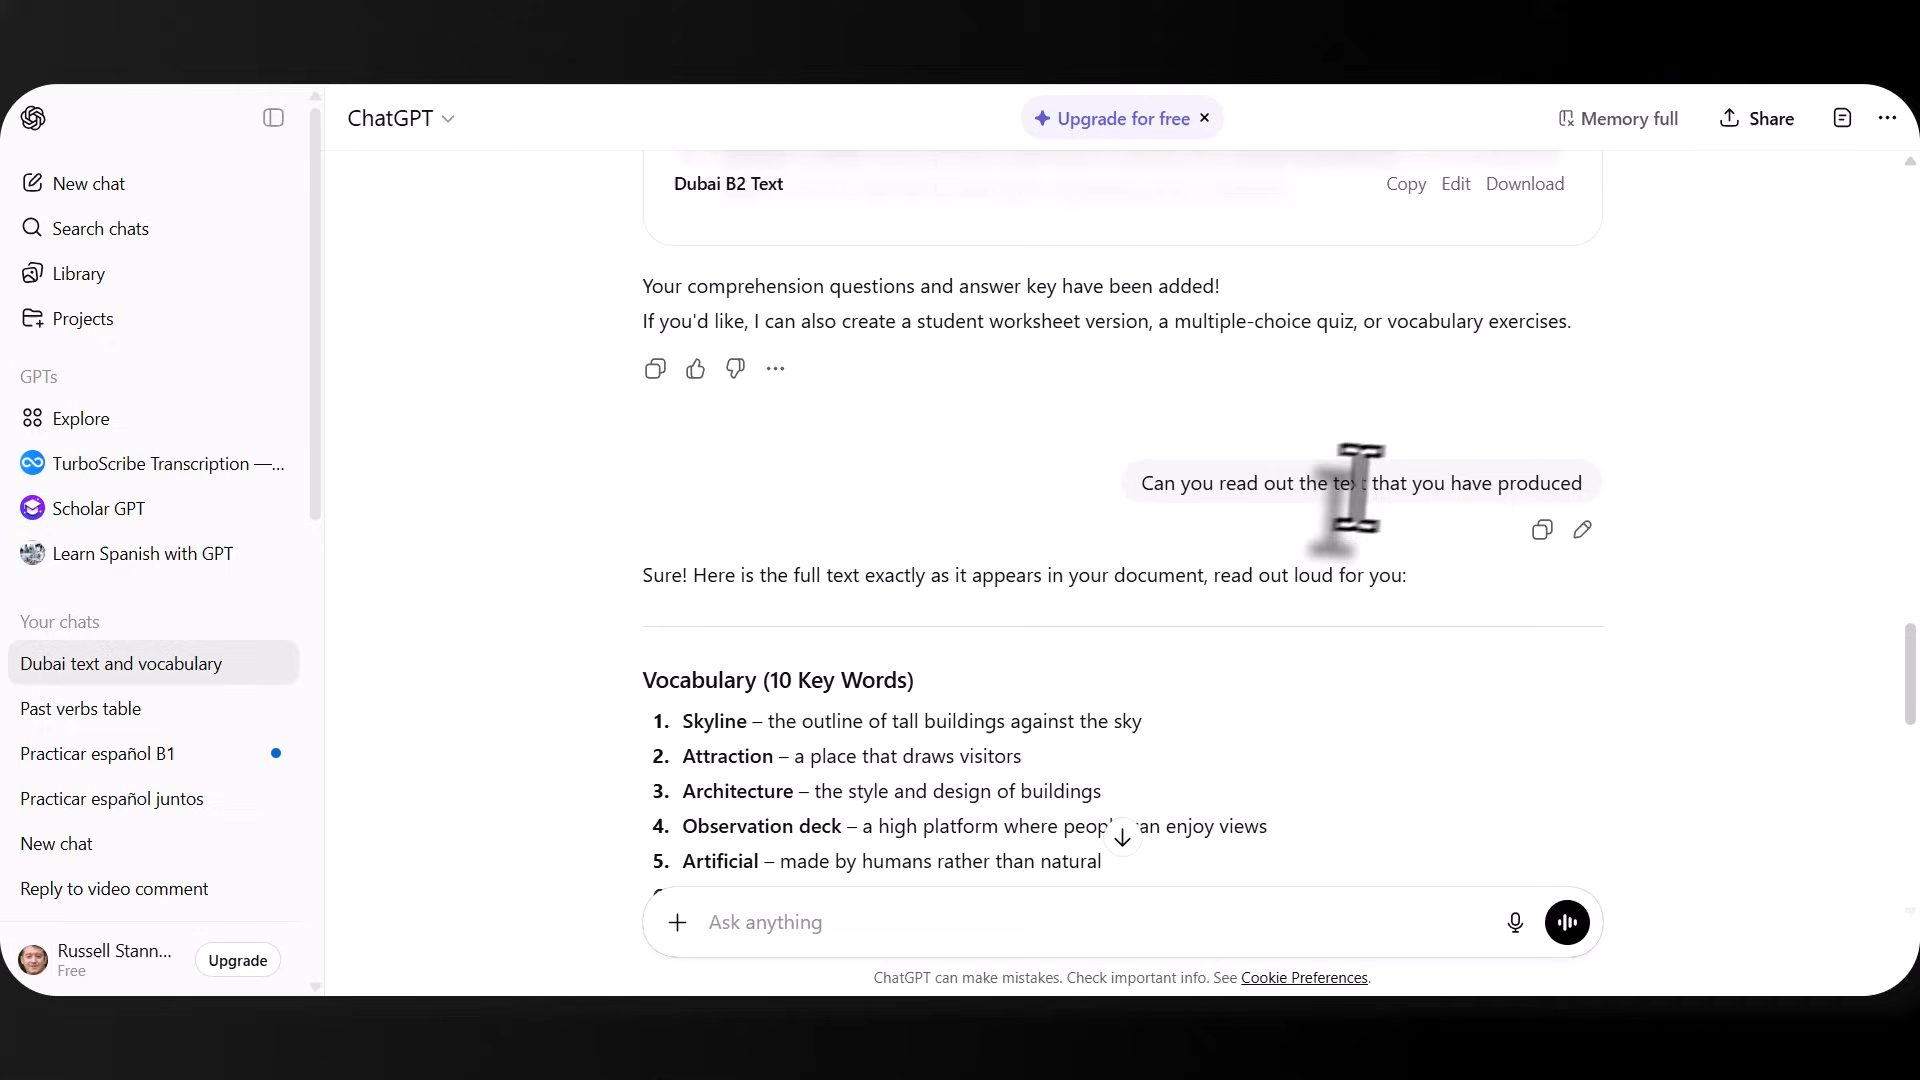 ChatGPT
Upgrade for free
Memory full
Share
New chat
Search chats
Library
Projects
GPTs
Explore
TurboScribe Transcription —...
Scholar GPT
Learn Spanish with GPT
Your chats
Dubai text and vocabulary
Past verbs table
Practicar español B1
Practicar español juntos
New chat
Reply to video comment
Russell Stann...
Free
Upgrade
Dubai B2 Text
Copy Edit Download
Your comprehension questions and answer key have been added!
If you'd like, I can also create a student worksheet version, a multiple-choice quiz, or vocabulary exercises.
Can you read out the text that you have produced
Sure! Here is the full text exactly as it appears in your document, read out loud for you:
Vocabulary (10 Key Words)
1. Skyline – the outline of tall buildings against the sky
2. Attraction – a place that draws visitors
3. Architecture – the style and design of buildings
4. Observation deck – a high platform where people can enjoy views
5. Artificial – made by humans rather than natural
Ask anything
ChatGPT can make mistakes. Check important info. See Cookie Preferences.